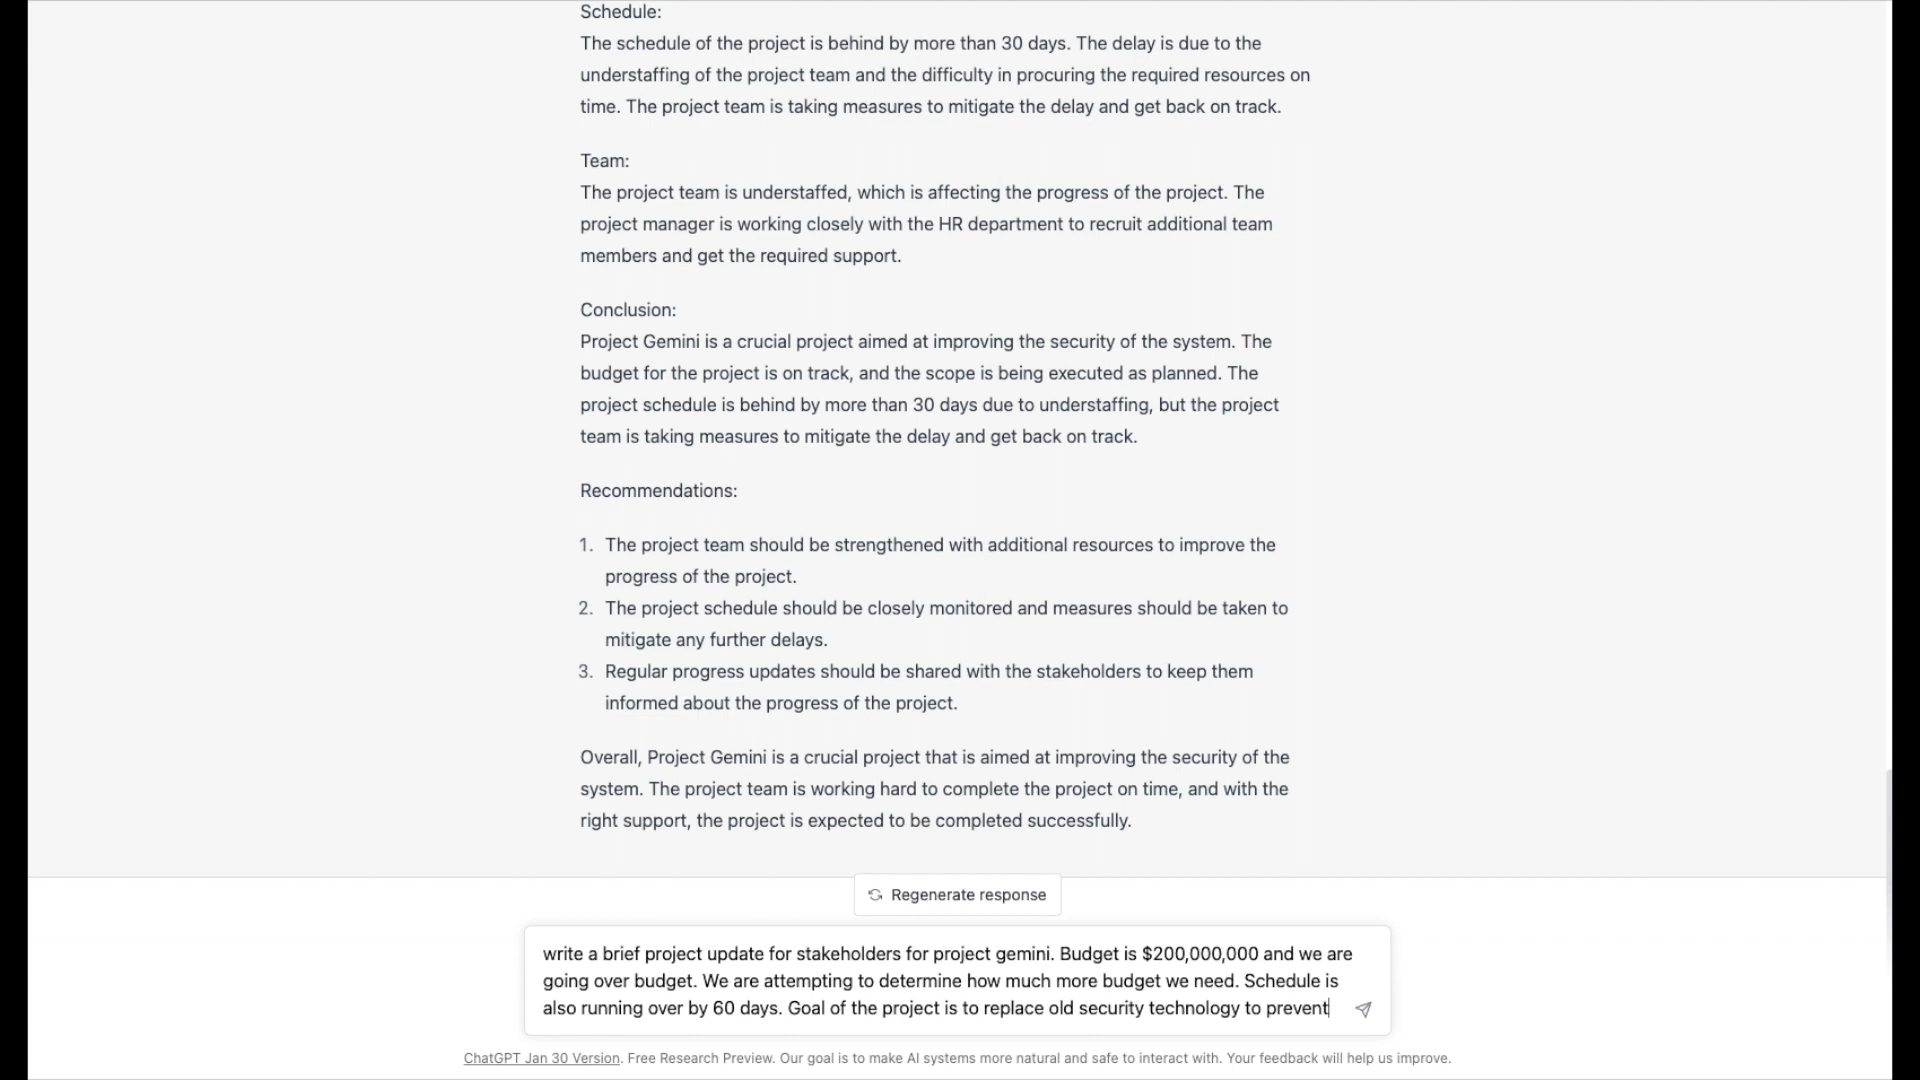 Schedule:
The schedule of the project is behind by more than 30 days. The delay is due to the
understaffing of the project team and the difficulty in procuring the required resources on
time. The project team is taking measures to mitigate the delay and get back on track.
Team:
The project team is understaffed, which is affecting the progress of the project. The
project manager is working closely with the HR department to recruit additional team
members and get the required support.
Conclusion:
Project Gemini is a crucial project aimed at improving the security of the system. The
budget for the project is on track, and the scope is being executed as planned. The
project schedule is behind by more than 30 days due to understaffing, but the project
team is taking measures to mitigate the delay and get back on track.
Recommendations:
1. The project team should be strengthened with additional resources to improve the
progress of the project.
2. The project schedule should be closely monitored and measures should be taken to
mitigate any further delays.
3. Regular progress updates should be shared with the stakeholders to keep them
informed about the progress of the project.
Overall, Project Gemini is a crucial project that is aimed at improving the security of the
system. The project team is working hard to complete the project on time, and with the
right support, the project is expected to be completed successfully.
Regenerate response
write a brief project update for stakeholders for project gemini. Budget is $200,000,000 and we are
going over budget. We are attempting to determine how much more budget we need. Schedule is
also running over by 60 days. Goal of the project is to replace old security technology to prevent
ChatGPT Jan 30 Version. Free Research Preview. Our goal is to make AI systems more natural and safe to interact with. Your feedback will help us improve.